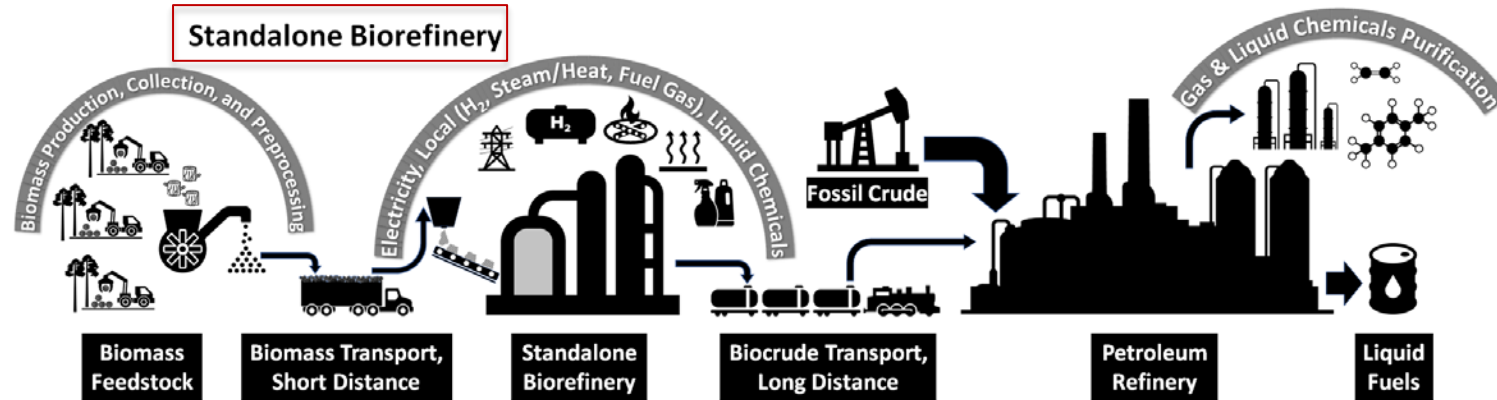 Standalone Biorefinery
Biomass Production, Collection, and Preprocessing
Electricity, Local (H₂, Steam/Heat, Fuel Gas), Liquid Chemicals
Gas & Liquid Chemicals Purification
H₂
Fossil Crude
Biomass
Feedstock
Biomass Transport,
Short Distance
Standalone
Biorefinery
Biocrude Transport,
Long Distance
Petroleum
Refinery
Liquid
Fuels